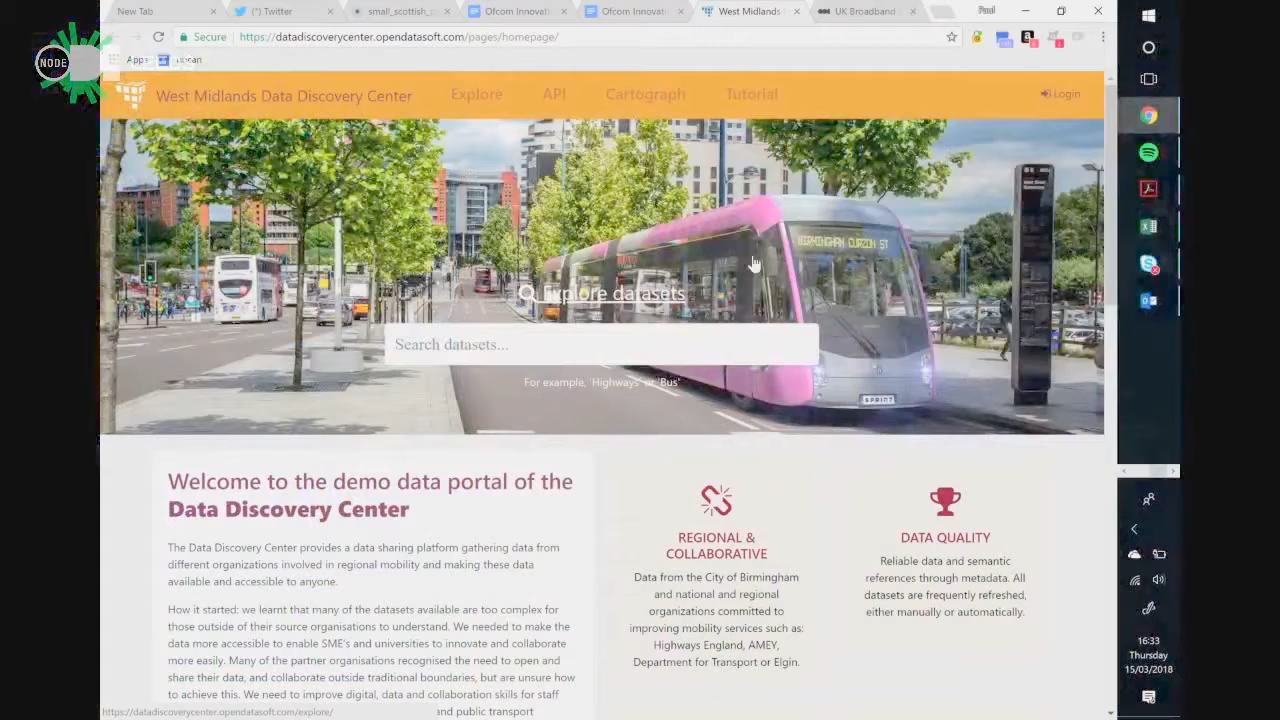 New Tab
(*) Twitter
small_scottish_
Ofcom Innovati
Ofcom Innovati
West Midlands
UK Broadband
Paul
Secure
https://datadiscoverycenter.opendatasoft.com/pages/homepage/
NODE
Apps
West Midlands Data Discovery Center
Explore
API
Cartograph
Tutorial
Login
BIRMINGHAM CURZON ST
Explore datasets
Search datasets...
For example, 'Highways' or 'Bus'
SPRINT
Welcome to the demo data portal of the
Data Discovery Center
The Data Discovery Center provides a data sharing platform gathering data from
different organizations involved in regional mobility and making these data
available and accessible to anyone.
How it started: we learnt that many of the datasets available are too complex for
those outside of their source organisations to understand. We needed to make the
data more accessible to enable SME's and universities to innovate and collaborate
more easily. Many of the partner organisations recognised the need to open and
share their data, and collaborate outside traditional boundaries, but are unsure how
to achieve this. We need to improve digital, data and collaboration skills for staff
and public transport
REGIONAL &
COLLABORATIVE
Data from the City of Birmingham
and national and regional
organizations committed to
improving mobility services such as:
Highways England, AMEY,
Department for Transport or Elgin.
DATA QUALITY
Reliable data and semantic
references through metadata. All
datasets are frequently refreshed,
either manually or automatically.
https://datadiscoverycenter.opendatasoft.com/explore/
16:33
Thursday
15/03/2018